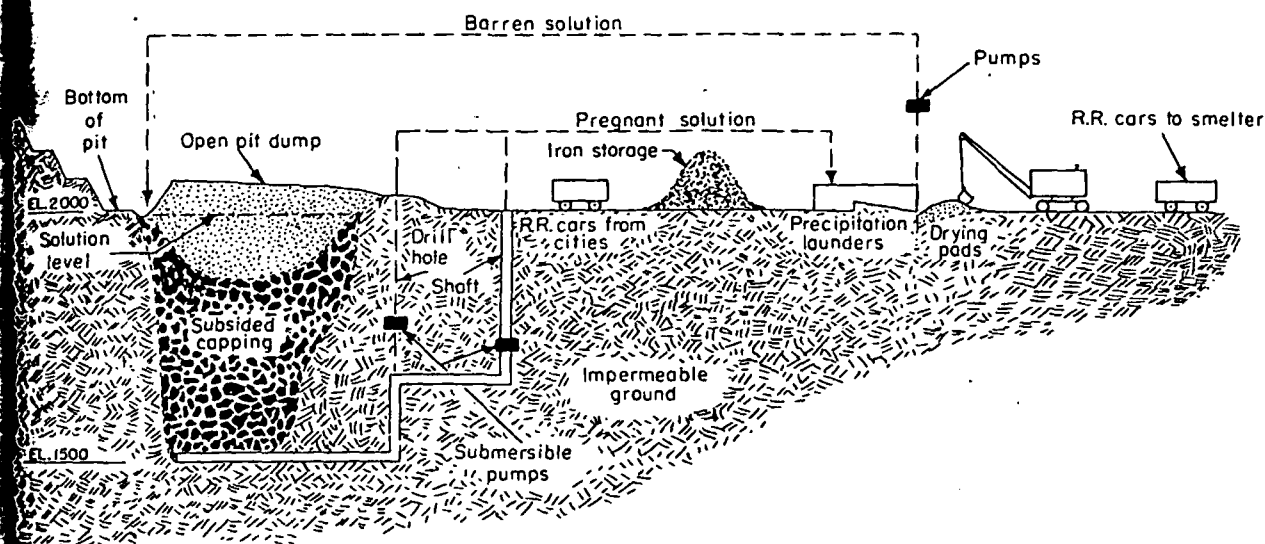 Barren solution
Pumps
Bottom
of
pit
Pregnant solution
R.R. cars to smelter
Open pit dump
Iron storage
EL.2000
Solution
level
Drill
hole
R.R. cars from
cities
Precipitation
launders
Drying
pads
Shaft
Subsided
capping
Impermeable
ground
EL.1500
Submersible
pumps